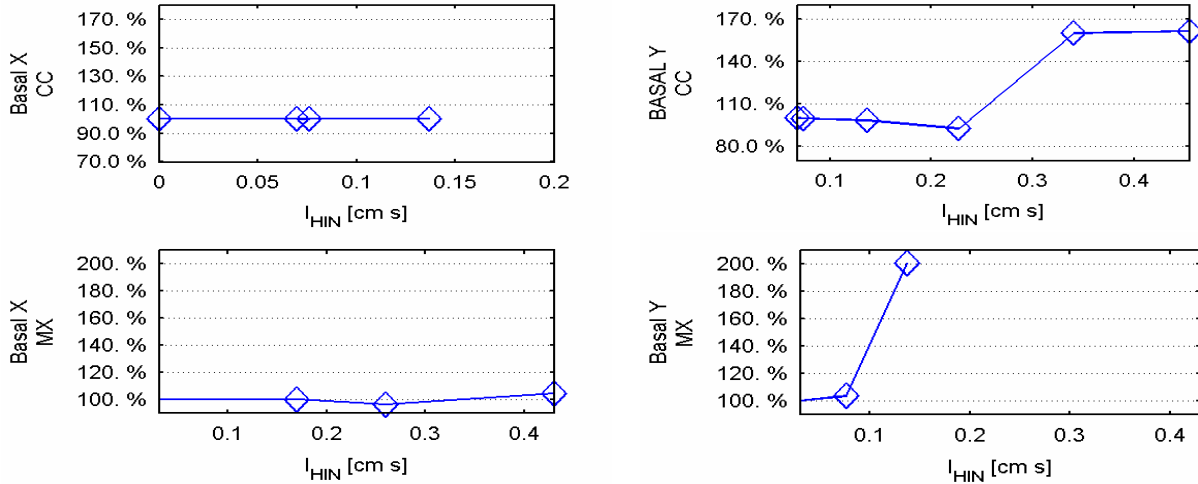 Basal X
CC
170. %
150. %
130. %
110. %
90.0 %
70.0 %
0 0.05 0.1 0.15 0.2
I_HIN [cm s]
BASAL Y
CC
170. %
140. %
110. %
80.0 %
0.1 0.2 0.3 0.4
I_HIN [cm s]
Basal X
MX
200. %
180. %
160. %
140. %
120. %
100. %
0.1 0.2 0.3 0.4
I_HIN [cm s]
Basal Y
MX
200. %
180. %
160. %
140. %
120. %
100. %
0.1 0.2 0.3 0.4
I_HIN [cm s]